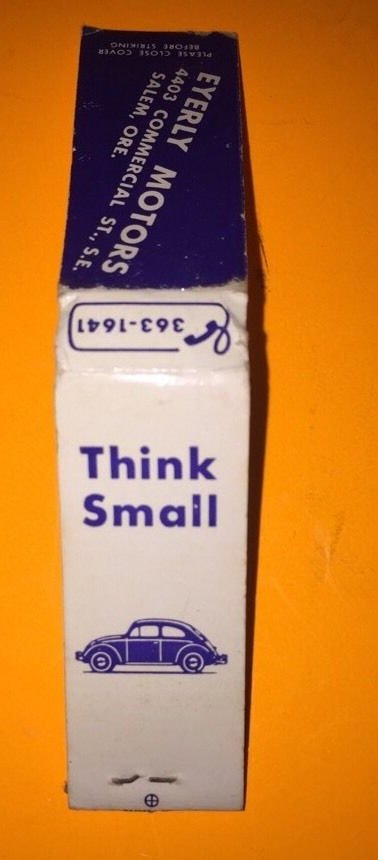 PLEASE CLOSE COVER
BEFORE STRIKING
EYERLY MOTORS
4403 COMMERCIAL ST., S.E.
SALEM, ORE.
363-1641
Think
Small